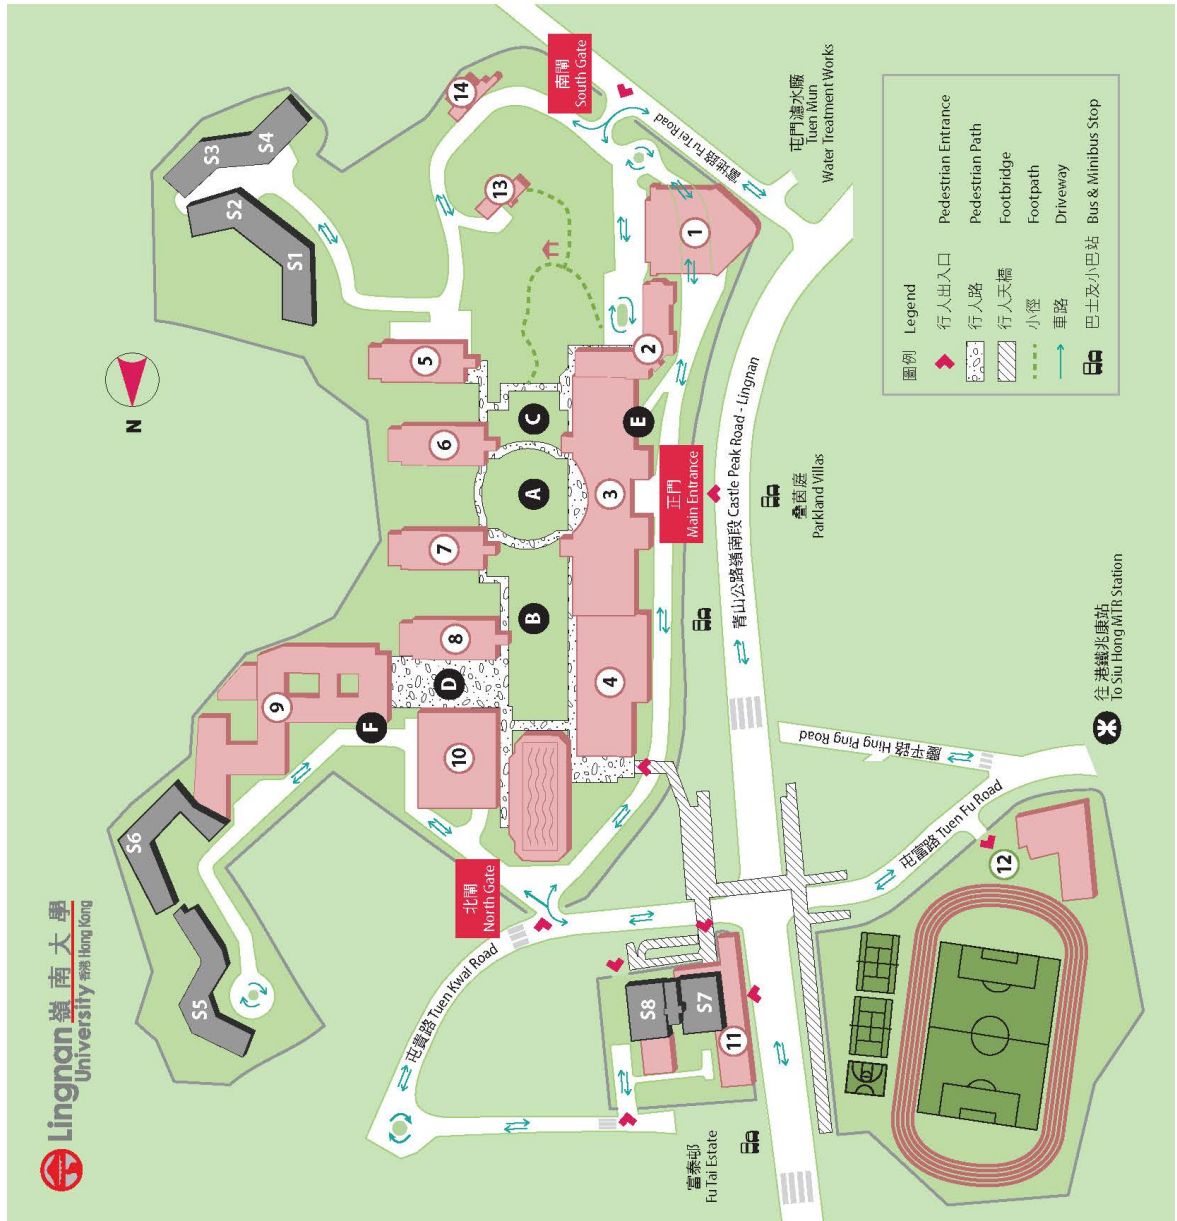 Lingnan 嶺南大學
University 香港 Hong Kong
N
S1
S2
S3
S4
S5
S6
S7
S8
1
2
3
4
5
6
7
8
9
10
11
12
13
14
A
B
C
D
E
F
南閘
South Gate
正門
Main Entrance
北閘
North Gate
富地路 Fu Tei Road
屯門濾水廠
Tuen Mun
Water Treatment Works
青山公路嶺南段 Castle Peak Road - Lingnan
叠茵庭
Parkland Villas
屯貴路 Tuen Kwai Road
慶平路 Hing Ping Road
屯富路 Tuen Fu Road
富泰邨
Fu Tai Estate
往 港鐵兆康站
To Siu Hong MTR Station
圖例 Legend
行人出入口 Pedestrian Entrance
行人路 Pedestrian Path
行人天橋 Footbridge
小徑 Footpath
車路 Driveway
巴士及小巴站 Bus & Minibus Stop